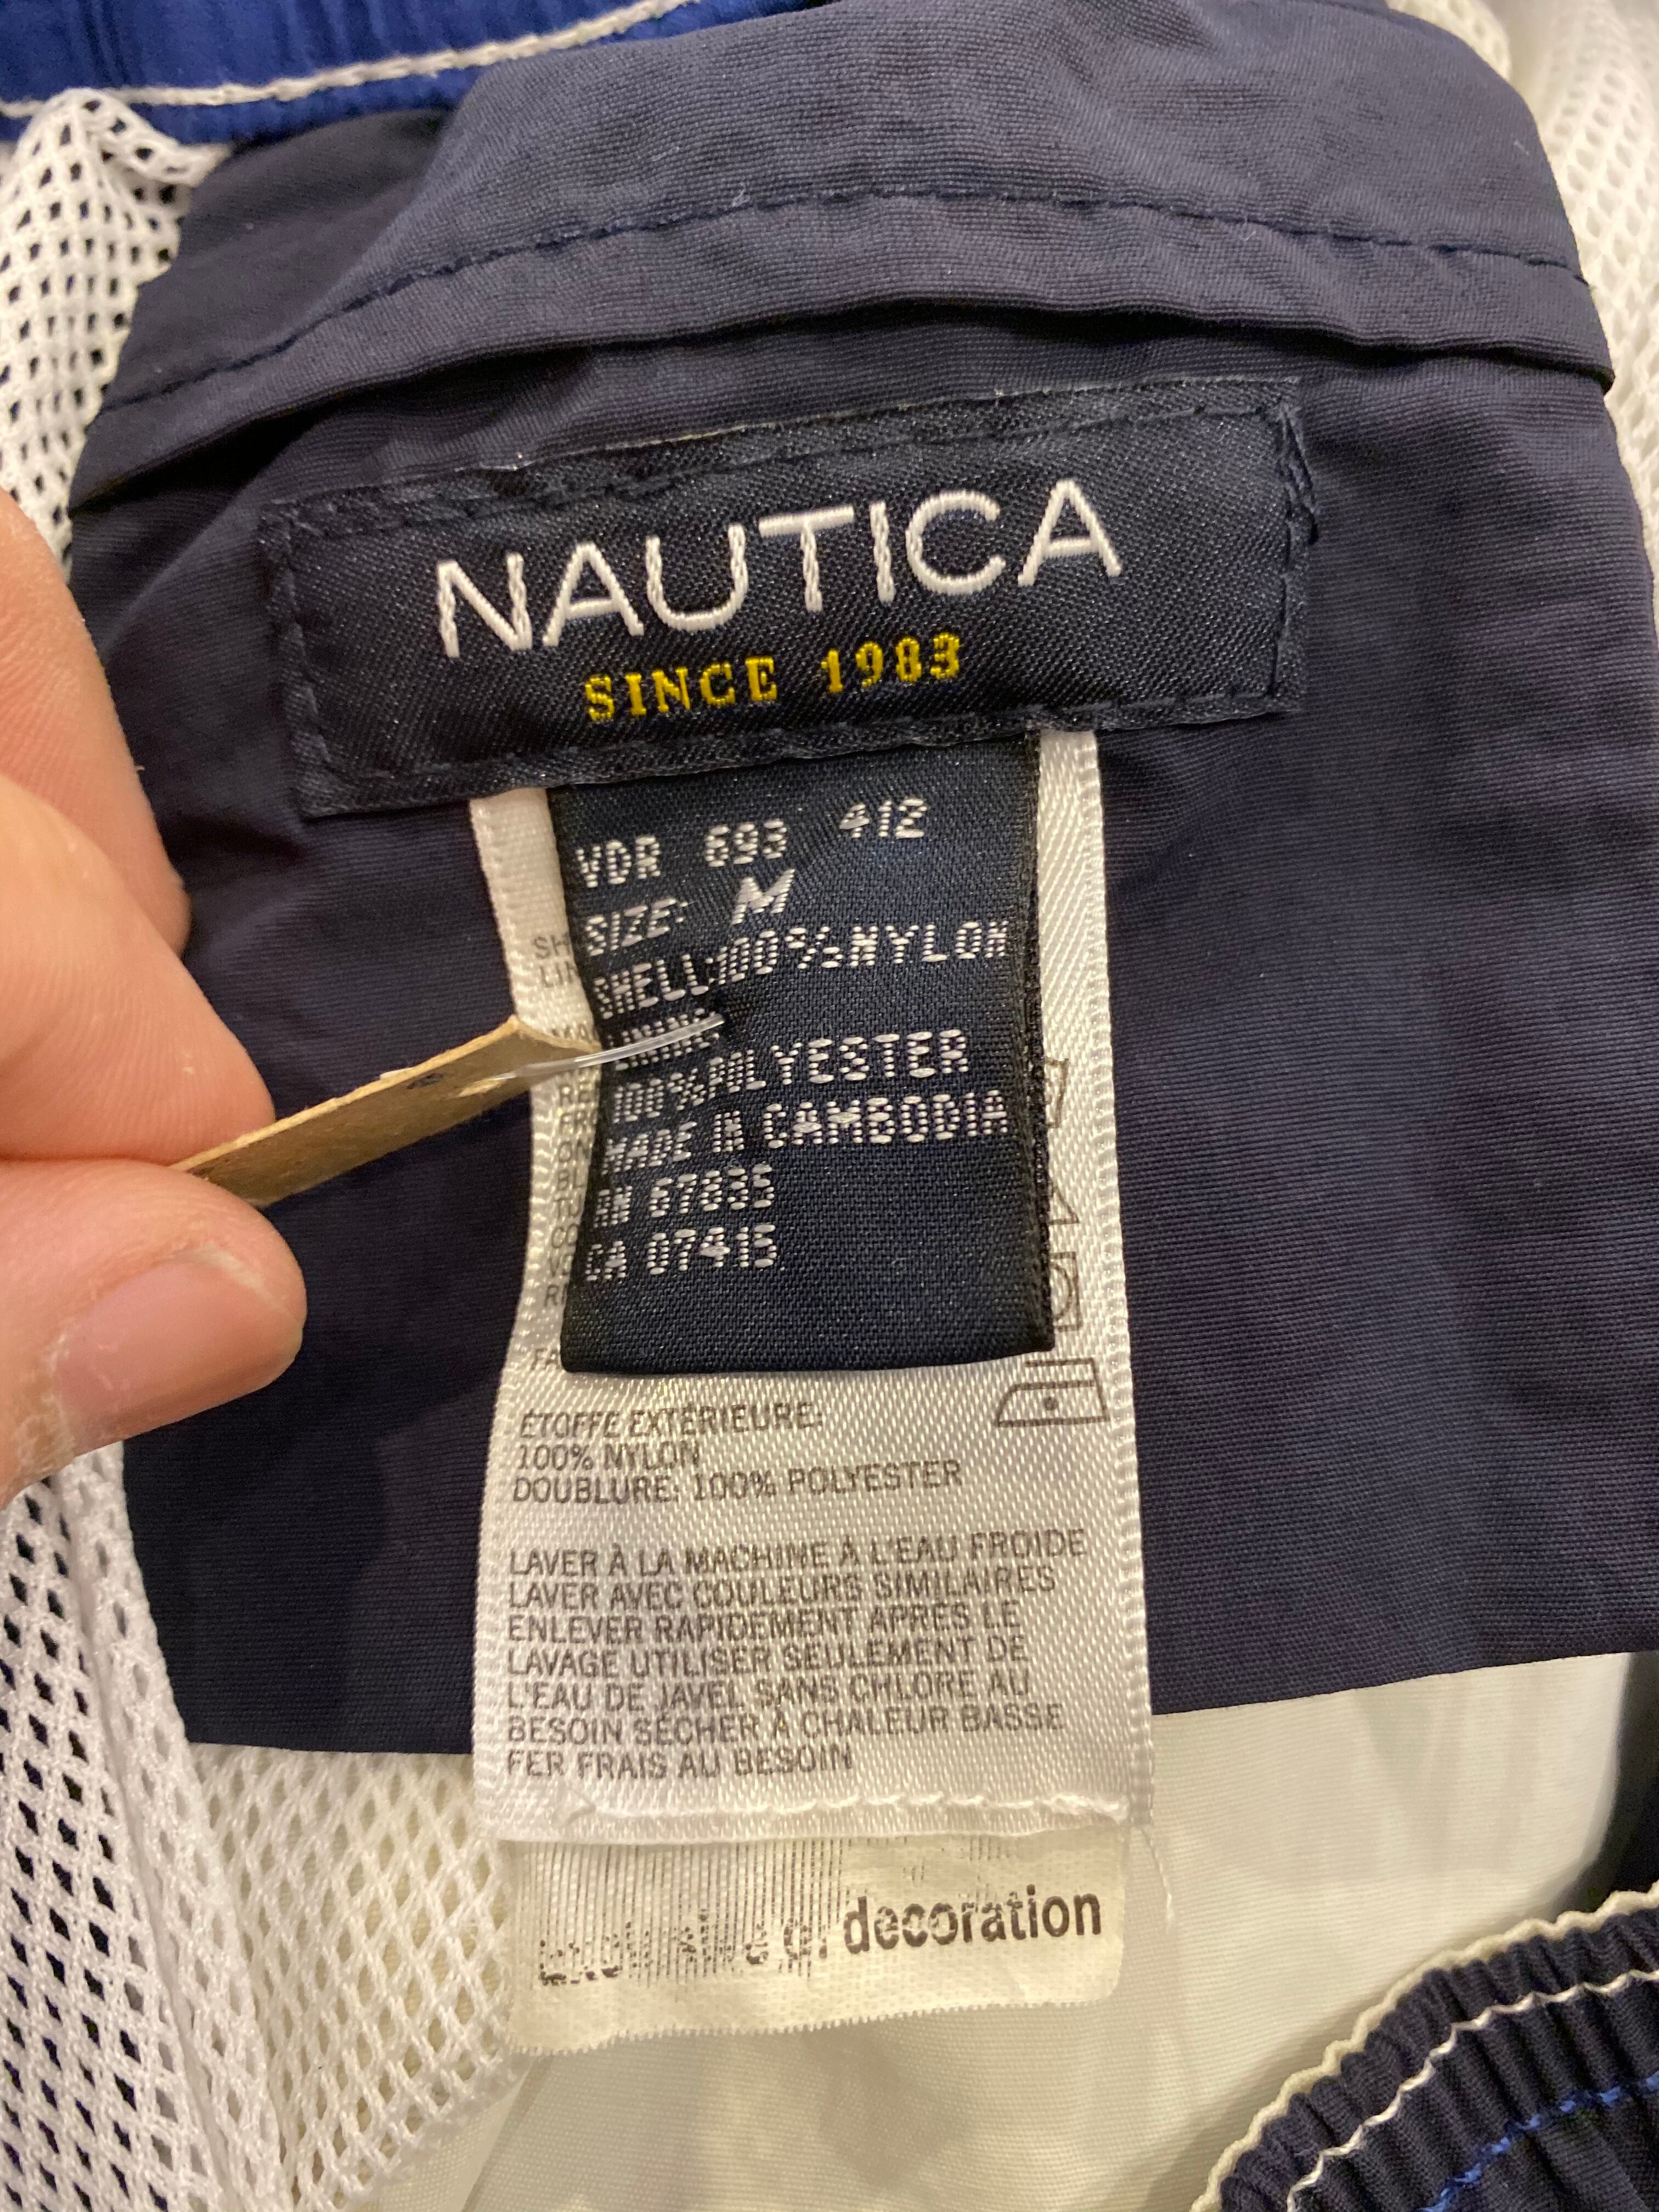 NAUTICA
SINCE 1983
VDR 693 412
SIZE: M
SHELL:100%NYLON
LINING:
100%POLYESTER
MADE IN CAMBODIA
RN 67835
CA 07415
ÉTOFFE EXTÉRIEURE:
100% NYLON
DOUBLURE: 100% POLYESTER
LAVER À LA MACHINE À L'EAU FROIDE
LAVER AVEC COULEURS SIMILAIRES
ENLEVER RAPIDEMENT APRÈS LE
LAVAGE UTILISER SEULEMENT DE
L'EAU DE JAVEL SANS CHLORE AU
BESOIN SÉCHER À CHALEUR BASSE
FER FRAIS AU BESOIN
Exclusive of decoration